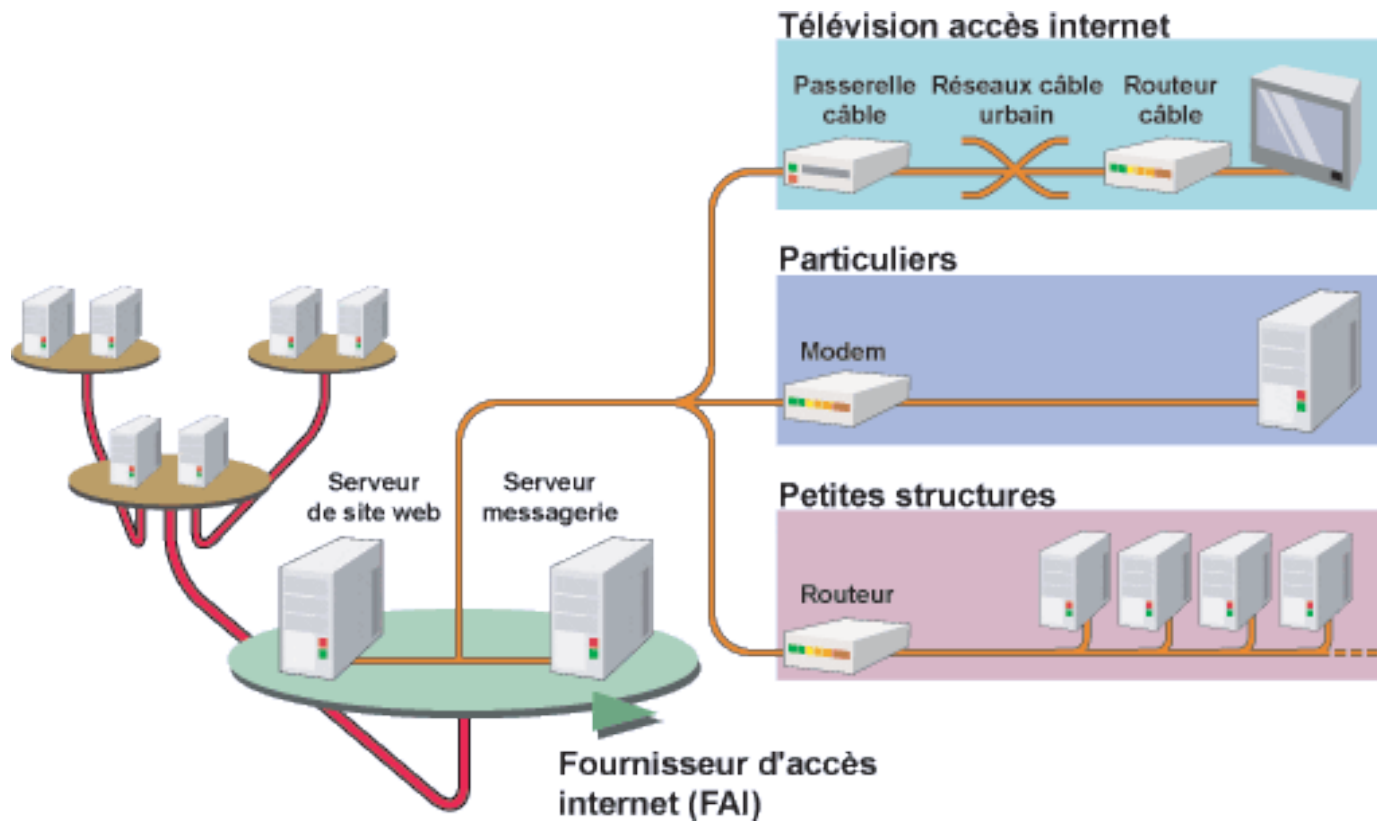 Télévision accès internet
Passerelle câble
Réseaux câble urbain
Routeur câble
Particuliers
Modem
Petites structures
Routeur
Serveur de site web
Serveur messagerie
Fournisseur d'accès
internet (FAI)